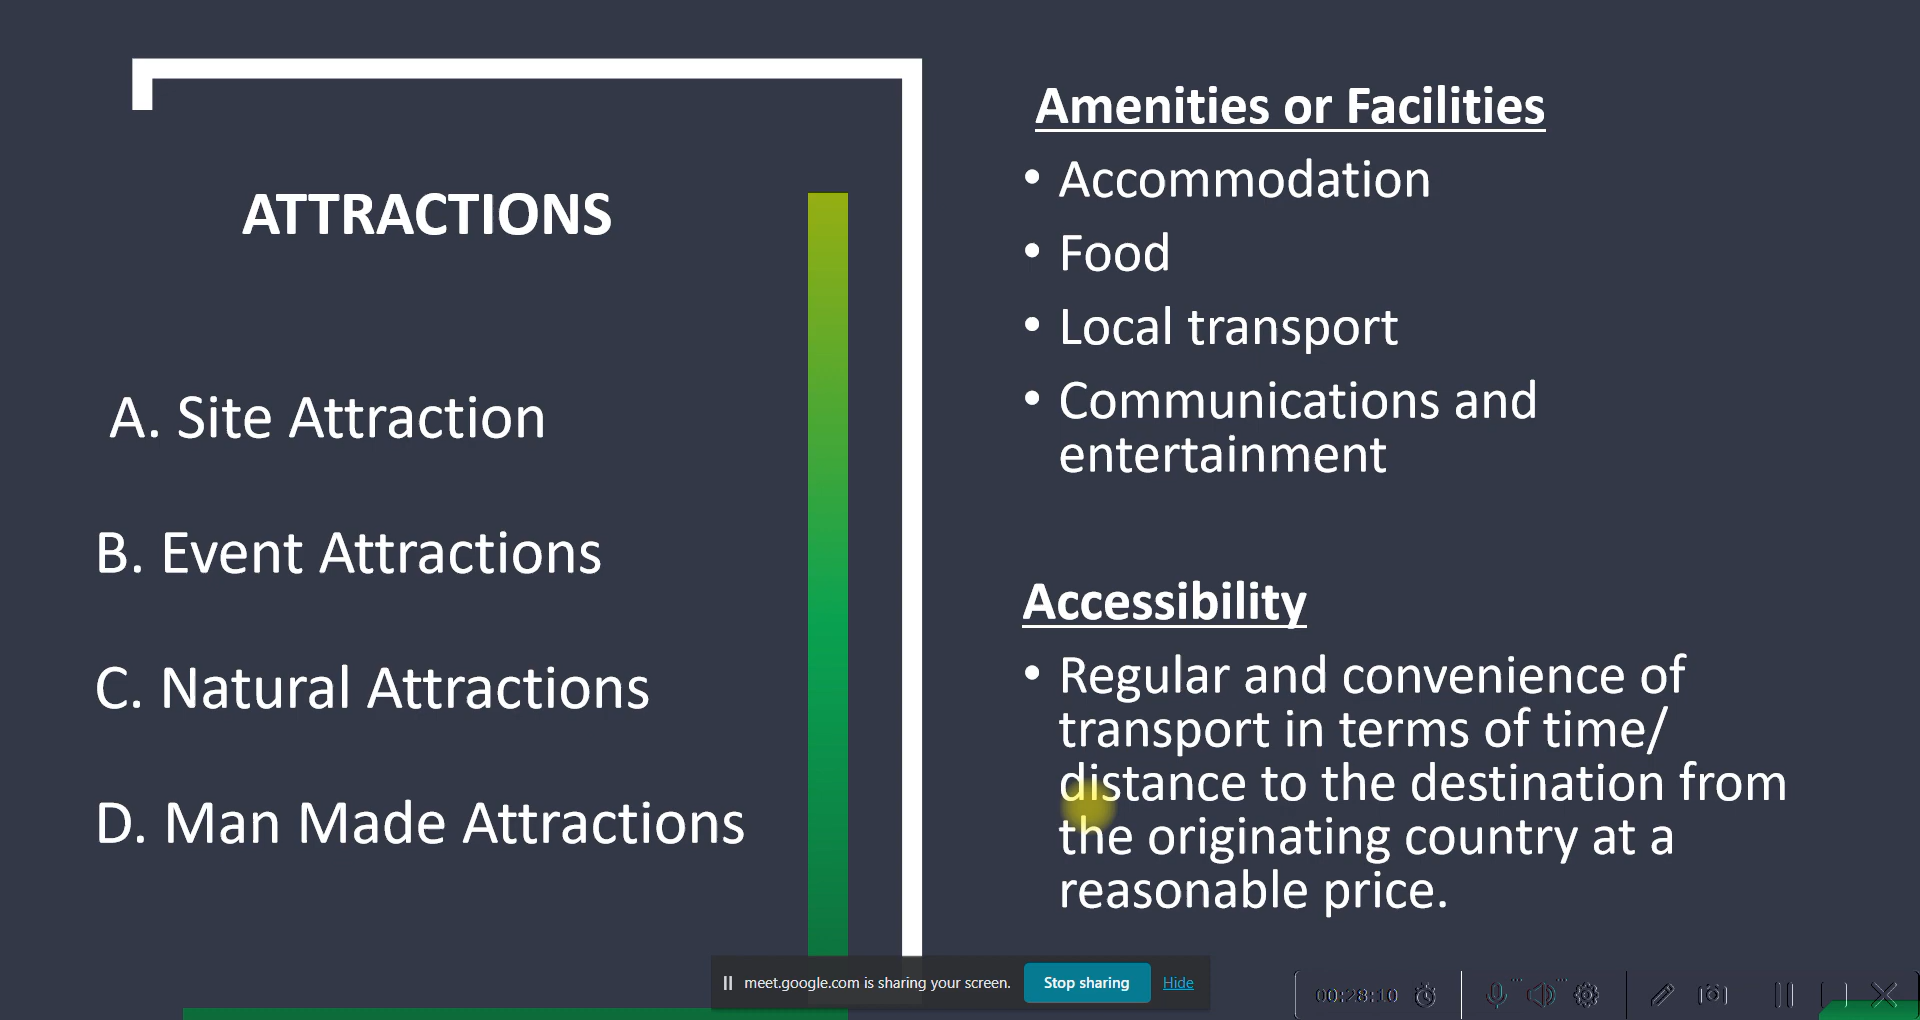 ATTRACTIONS
A. Site Attraction
B. Event Attractions
C. Natural Attractions
D. Man Made Attractions
Amenities or Facilities
• Accommodation
• Food
• Local transport
• Communications and
entertainment
Accessibility
• Regular and convenience of
transport in terms of time/
distance to the destination from
the originating country at a
reasonable price.
meet.google.com is sharing your screen. Stop sharing Hide
00:28:10